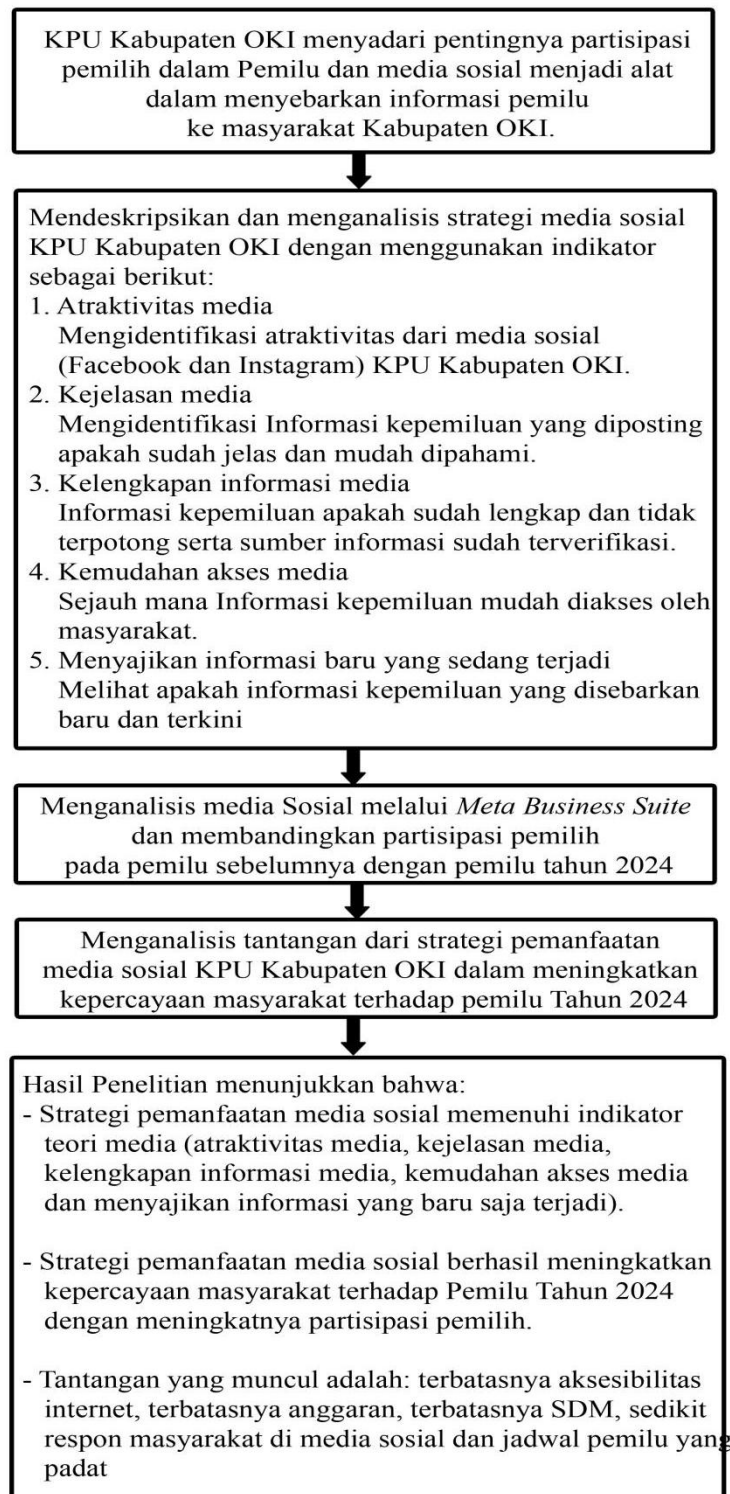 KPU Kabupaten OKI menyadari pentingnya partisipasi
pemilih dalam Pemilu dan media sosial menjadi alat
dalam menyebarkan informasi pemilu
ke masyarakat Kabupaten OKI.
Mendeskripsikan dan menganalisis strategi media sosial
KPU Kabupaten OKI dengan menggunakan indikator
sebagai berikut:
1. Atraktivitas media
Mengidentifikasi atraktivitas dari media sosial
(Facebook dan Instagram) KPU Kabupaten OKI.
2. Kejelasan media
Mengidentifikasi Informasi kepemiluan yang diposting
apakah sudah jelas dan mudah dipahami.
3. Kelengkapan informasi media
Informasi kepemiluan apakah sudah lengkap dan tidak
terpotong serta sumber informasi sudah terverifikasi.
4. Kemudahan akses media
Sejauh mana Informasi kepemiluan mudah diakses oleh
masyarakat.
5. Menyajikan informasi baru yang sedang terjadi
Melihat apakah informasi kepemiluan yang disebarkan
baru dan terkini
Menganalisis media Sosial melalui Meta Business Suite
dan membandingkan partisipasi pemilih
pada pemilu sebelumnya dengan pemilu tahun 2024
Menganalisis tantangan dari strategi pemanfaatan
media sosial KPU Kabupaten OKI dalam meningkatkan
kepercayaan masyarakat terhadap pemilu Tahun 2024
Hasil Penelitian menunjukkan bahwa:
- Strategi pemanfaatan media sosial memenuhi indikator
teori media (atraktivitas media, kejelasan media,
kelengkapan informasi media, kemudahan akses media
dan menyajikan informasi yang baru saja terjadi).
- Strategi pemanfaatan media sosial berhasil meningkatkan
kepercayaan masyarakat terhadap Pemilu Tahun 2024
dengan meningkatnya partisipasi pemilih.
- Tantangan yang muncul adalah: terbatasnya aksesibilitas
internet, terbatasnya anggaran, terbatasnya SDM, sedikit
respon masyarakat di media sosial dan jadwal pemilu yang
padat